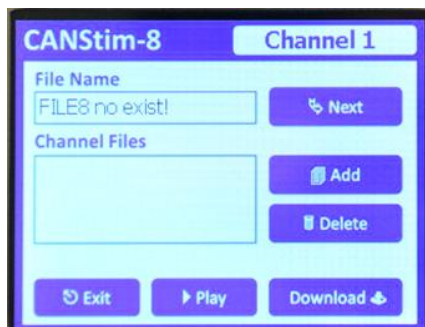 CANStim-8
Channel 1
File Name
FILE8 no exist!
Next
Channel Files
Add
Delete
Exit
Play
Download